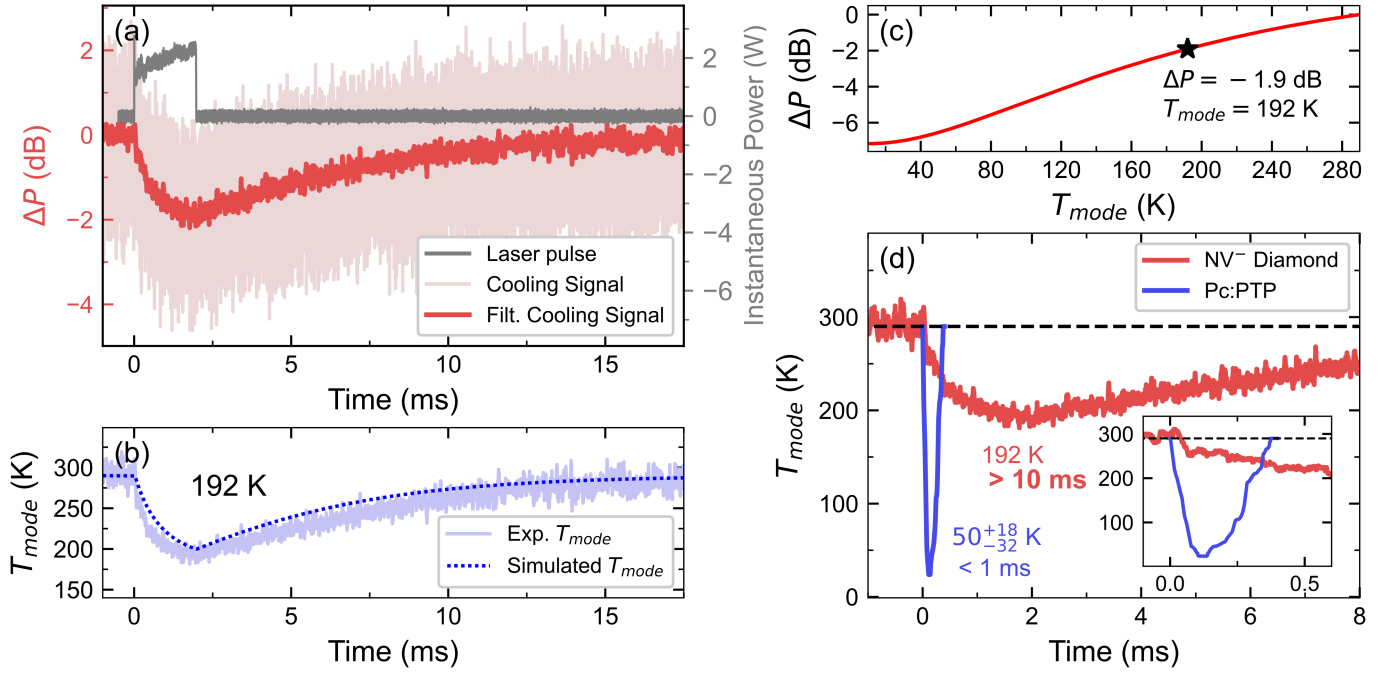 (a)
2
0
−2
−4
ΔP (dB)
2
0
−2
−4
−6
Instantaneous Power (W)
Laser pulse
Cooling Signal
Filt. Cooling Signal
0
5
10
15
Time (ms)
(b)
300
250
200
150
T_mode (K)
192 K
Exp. T_mode
Simulated T_mode
0
5
10
15
Time (ms)
(c)
0
−2
−4
−6
ΔP (dB)
ΔP = − 1.9 dB
T_mode = 192 K
40
80
120
160
200
240
280
T_mode (K)
(d)
NV⁻ Diamond
Pc:PTP
300
200
100
0
T_mode (K)
192 K
> 10 ms
50+18−32 K
< 1 ms
300
200
100
0.0
0.5
0
2
4
6
8
Time (ms)